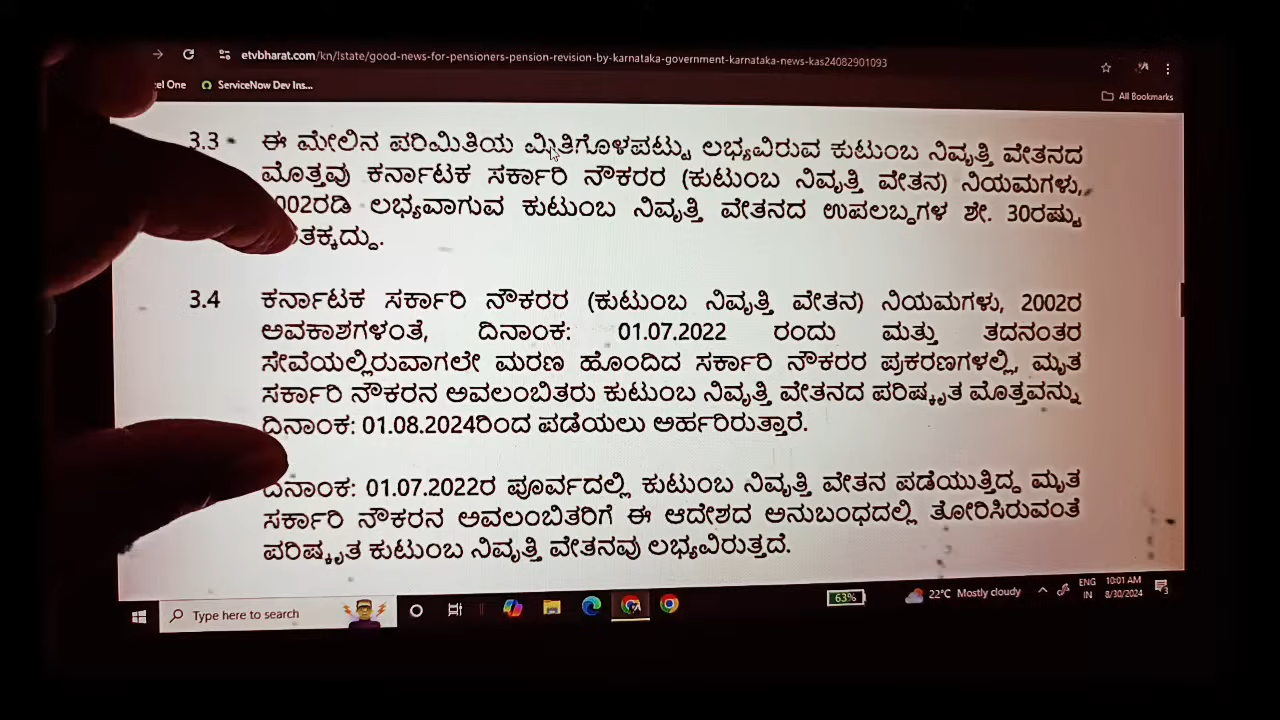 etvbharat.com/kn/!state/good-news-for-pensioners-pension-revision-by-karnataka-government-karnataka-news-kas24082901093
ServiceNow Dev Ins...
All Bookmarks
3.3 ಈ ಮೇಲಿನ ಪರಿಮಿತಿಯ ಮಿತಿಗೊಳಪಟ್ಟು ಲಭ್ಯವಿರುವ ಕುಟುಂಬ ನಿವೃತ್ತಿ ವೇತನದ
ಮೊತ್ತವು ಕರ್ನಾಟಕ ಸರ್ಕಾರಿ ನೌಕರರ (ಕುಟುಂಬ ನಿವೃತ್ತಿ ವೇತನ) ನಿಯಮಗಳು,
002ರಡಿ ಲಭ್ಯವಾಗುವ ಕುಟುಂಬ ನಿವೃತ್ತಿ ವೇತನದ ಉಪಲಬ್ಧಗಳ ಶೇ. 30ರಷ್ಟು
3.4 ಕರ್ನಾಟಕ ಸರ್ಕಾರಿ ನೌಕರರ (ಕುಟುಂಬ ನಿವೃತ್ತಿ ವೇತನ) ನಿಯಮಗಳು, 2002ರ
ಅವಕಾಶಗಳಂತೆ, ದಿನಾಂಕ: 01.07.2022 ರಂದು ಮತ್ತು ತದನಂತರ
ಸೇವೆಯಲ್ಲಿರುವಾಗಲೇ ಮರಣ ಹೊಂದಿದ ಸರ್ಕಾರಿ ನೌಕರರ ಪ್ರಕರಣಗಳಲ್ಲಿ, ಮೃತ
ಸರ್ಕಾರಿ ನೌಕರನ ಅವಲಂಬಿತರು ಕುಟುಂಬ ನಿವೃತ್ತಿ ವೇತನದ ಪರಿಷ್ಕೃತ ಮೊತ್ತವನ್ನು
ದಿನಾಂಕ: 01.08.2024ರಿಂದ ಪಡೆಯಲು ಅರ್ಹರಿರುತ್ತಾರೆ.
ದಿನಾಂಕ: 01.07.2022ರ ಪೂರ್ವದಲ್ಲಿ ಕುಟುಂಬ ನಿವೃತ್ತಿ ವೇತನ ಪಡೆಯುತ್ತಿದ್ದ ಮೃತ
ಸರ್ಕಾರಿ ನೌಕರನ ಅವಲಂಬಿತರಿಗೆ ಈ ಆದೇಶದ ಅನುಬಂಧದಲ್ಲಿ ತೋರಿಸಿರುವಂತೆ
ಪರಿಷ್ಕೃತ ಕುಟುಂಬ ನಿವೃತ್ತಿ ವೇತನವು ಲಭ್ಯವಿರುತ್ತದೆ.
Type here to search
63%
22°C Mostly cloudy
ENG
IN
10:01 AM
8/30/2024